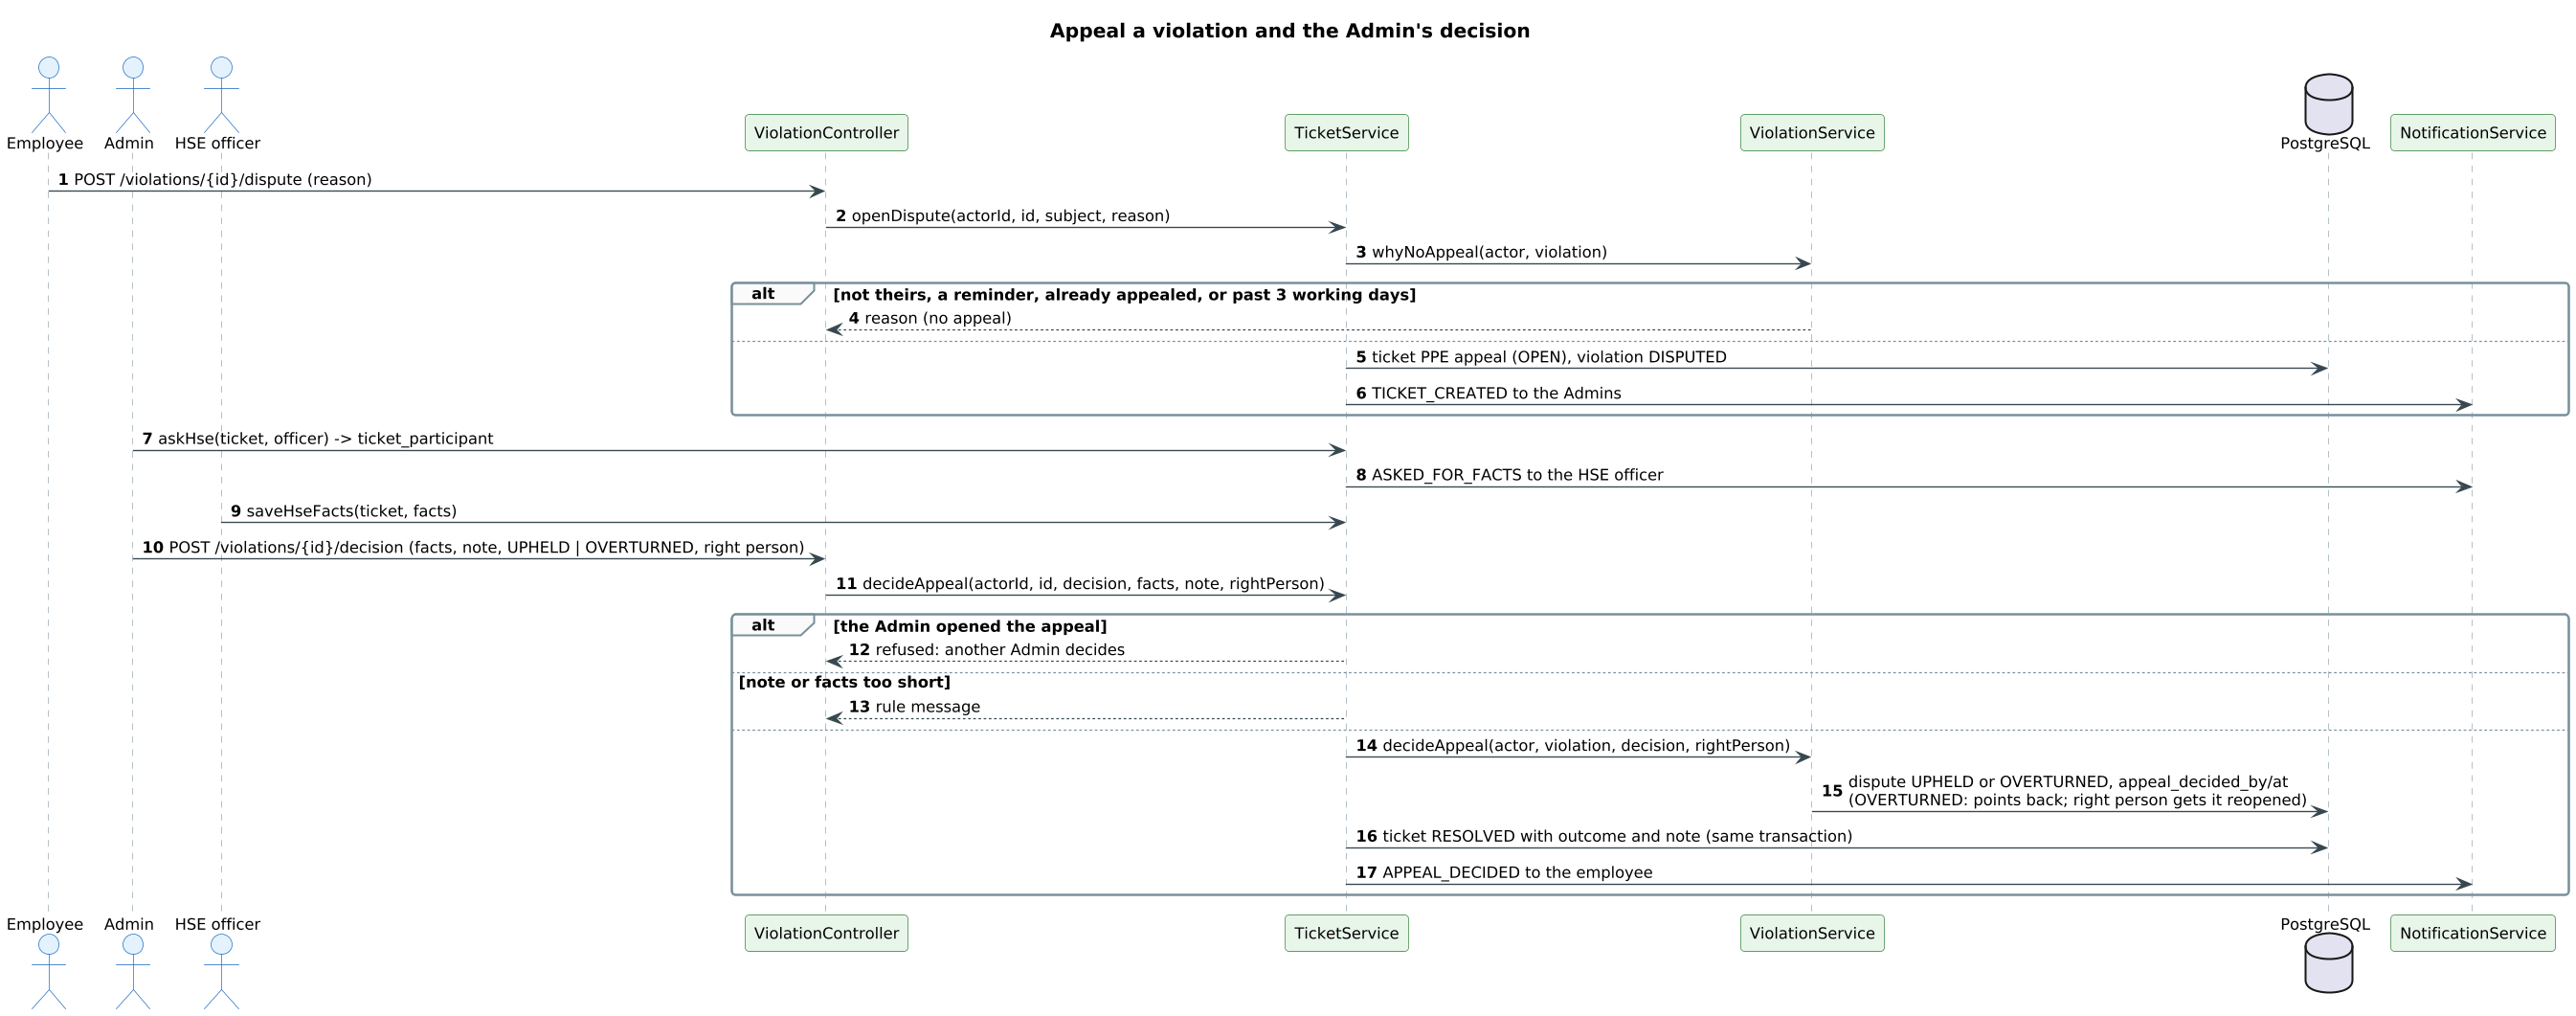 Appeal a violation and the Admin's decision
Employee
Admin
HSE officer
ViolationController
TicketService
ViolationService
PostgreSQL
NotificationService
1 POST /violations/{id}/dispute (reason)
2 openDispute(actorId, id, subject, reason)
3 whyNoAppeal(actor, violation)
alt [not theirs, a reminder, already appealed, or past 3 working days]
4 reason (no appeal)
5 ticket PPE appeal (OPEN), violation DISPUTED
6 TICKET_CREATED to the Admins
7 askHse(ticket, officer) -> ticket_participant
8 ASKED_FOR_FACTS to the HSE officer
9 saveHseFacts(ticket, facts)
10 POST /violations/{id}/decision (facts, note, UPHELD | OVERTURNED, right person)
11 decideAppeal(actorId, id, decision, facts, note, rightPerson)
alt [the Admin opened the appeal]
12 refused: another Admin decides
[note or facts too short]
13 rule message
14 decideAppeal(actor, violation, decision, rightPerson)
15 dispute UPHELD or OVERTURNED, appeal_decided_by/at
(OVERTURNED: points back; right person gets it reopened)
16 ticket RESOLVED with outcome and note (same transaction)
17 APPEAL_DECIDED to the employee
Employee
Admin
HSE officer
ViolationController
TicketService
ViolationService
PostgreSQL
NotificationService